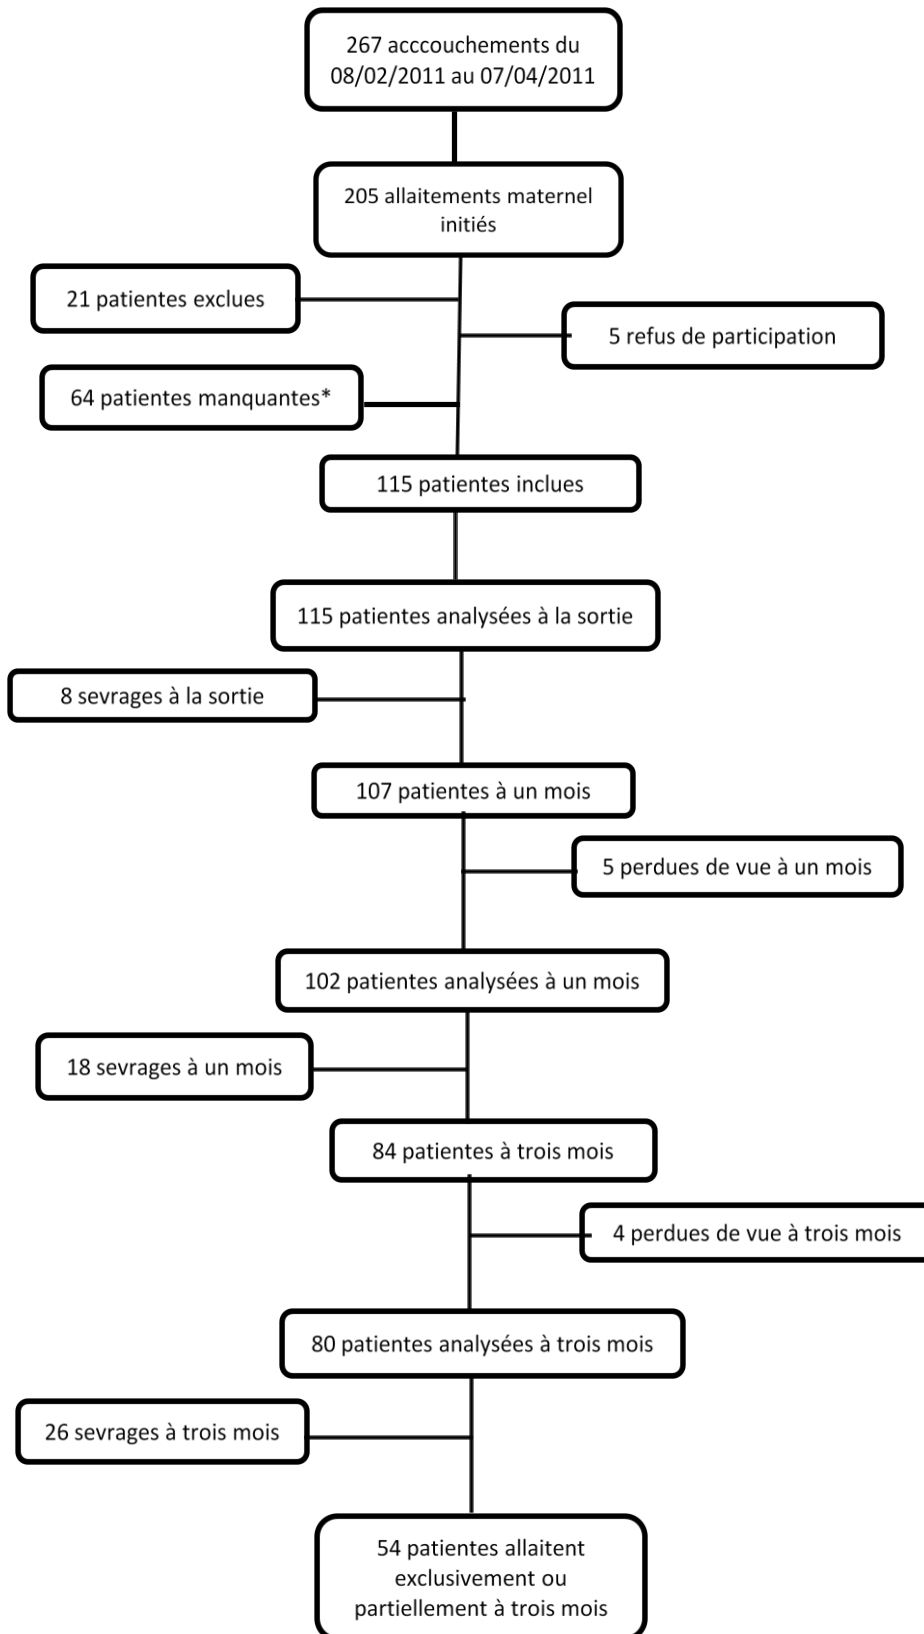 267 acccouchements du
08/02/2011 au 07/04/2011
205 allaitements maternel
initiés
21 patientes exclues
5 refus de participation
64 patientes manquantes*
115 patientes inclues
115 patientes analysées à la sortie
8 sevrages à la sortie
107 patientes à un mois
5 perdues de vue à un mois
102 patientes analysées à un mois
18 sevrages à un mois
84 patientes à trois mois
4 perdues de vue à trois mois
80 patientes analysées à trois mois
26 sevrages à trois mois
54 patientes allaitent
exclusivement ou
partiellement à trois mois